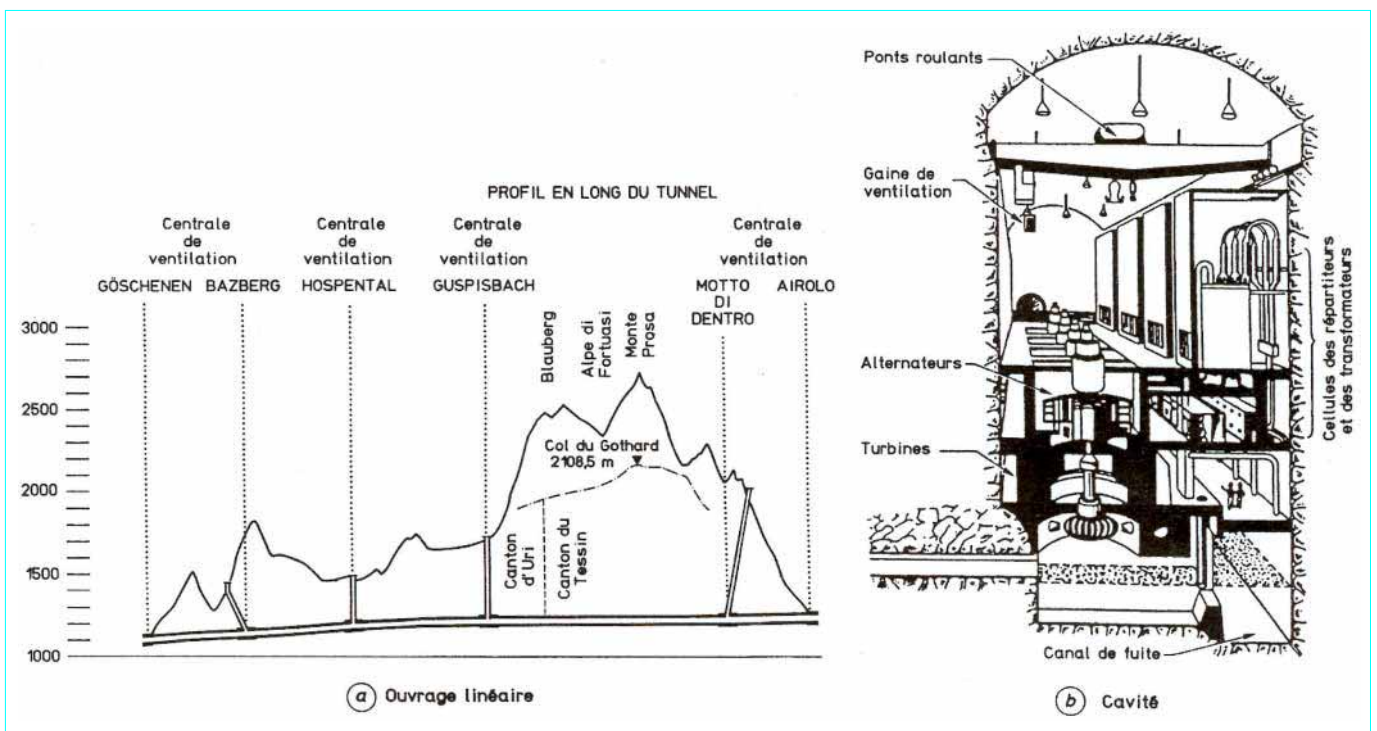 PROFIL EN LONG DU TUNNEL
Centrale
de
ventilation
Centrale
de
ventilation
Centrale
de
ventilation
Centrale
de
ventilation
GÖSCHENEN
BAZBERG
HOSPENTAL
GUSPISBACH
MOTTO
DI
DENTRO
AIROLO
3000
2500
2000
1500
1000
Blauberg
Alpe di
Fortuasi
Monte
Prosa
Col du Gothard
2108,5 m
Canton
d'Uri
Canton du
Tessin
a Ouvrage linéaire
Ponts roulants
Gaine de
ventilation
Alternateurs
Turbines
Cellules des répartiteurs
et des transformateurs
Canal de fuite
b Cavité